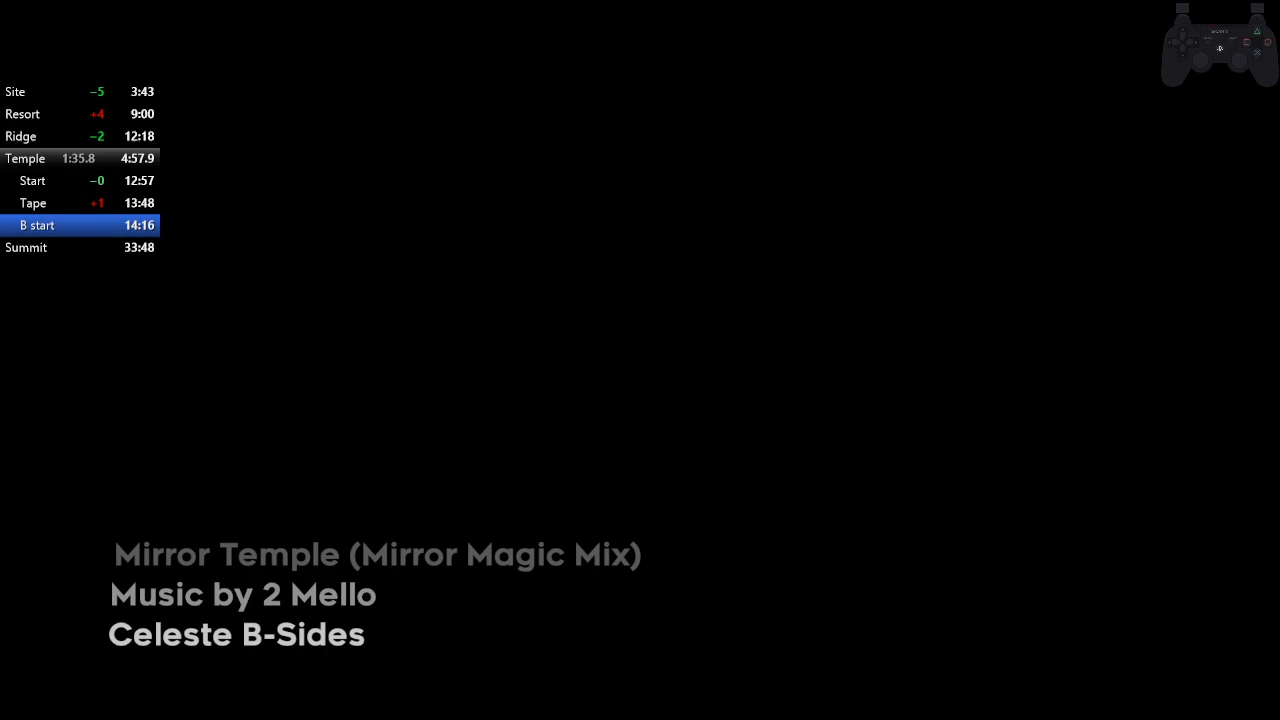 Site −5 3:43
Resort +4 9:00
Ridge −2 12:18
Temple 1:35.8 4:57.9
Start −0 12:57
Tape +1 13:48
B start 14:16
Summit 33:48
Mirror Temple (Mirror Magic Mix)
Music by 2 Mello
Celeste B-Sides